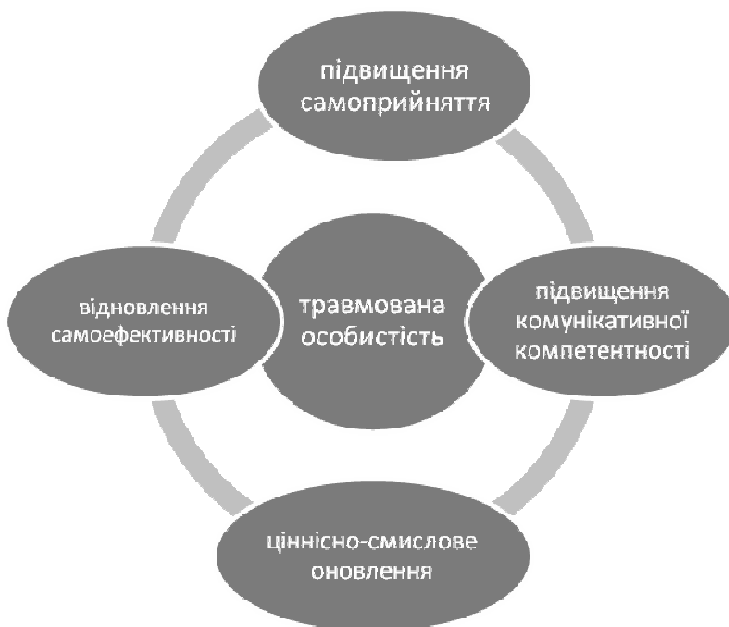 підвищення
самоприйняття
відновлення
самоефективності
травмована
особистість
підвищення
комунікативної
компетентності
ціннісно-смислове
оновлення